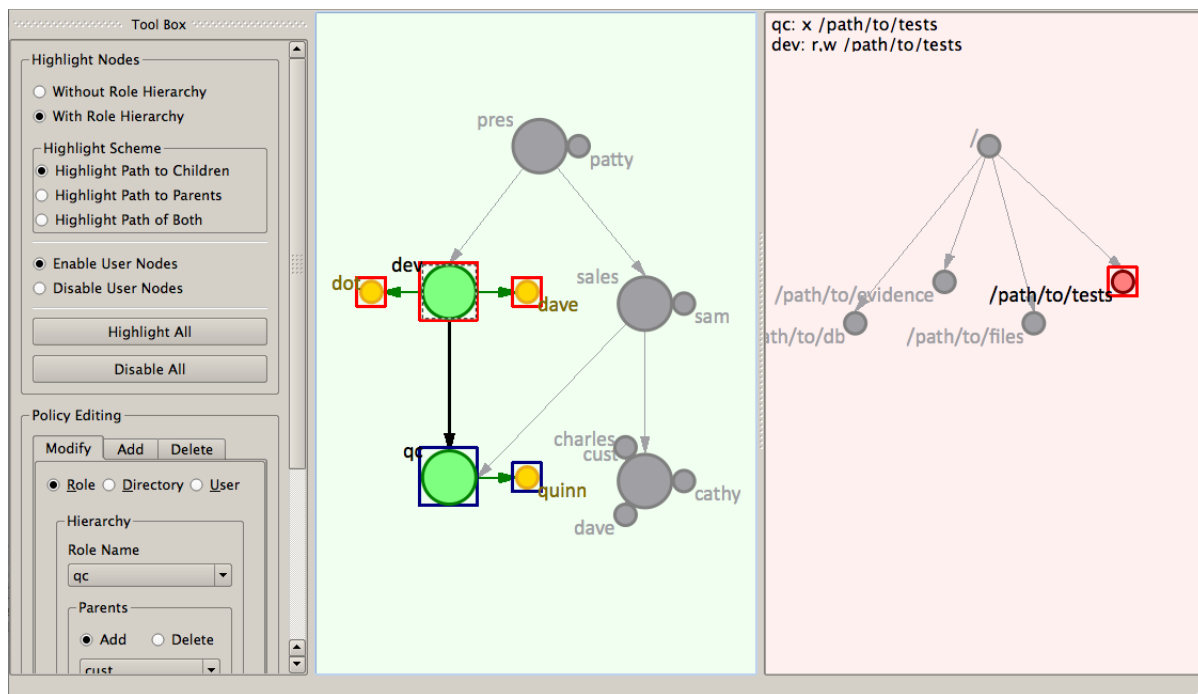 Tool Box
Highlight Nodes
Without Role Hierarchy
With Role Hierarchy
Highlight Scheme
Highlight Path to Children
Highlight Path to Parents
Highlight Path of Both
Enable User Nodes
Disable User Nodes
Highlight All
Disable All
Policy Editing
Modify Add Delete
Role Directory User
Hierarchy
Role Name
qc
Parents
Add Delete
cust
pres
patty
dev
dot
dave
sales
sam
qc
quinn
charles
cust
cathy
dave
qc: x /path/to/tests
dev: r,w /path/to/tests
/
/path/to/evidence
/path/to/tests
ath/to/db
/path/to/files